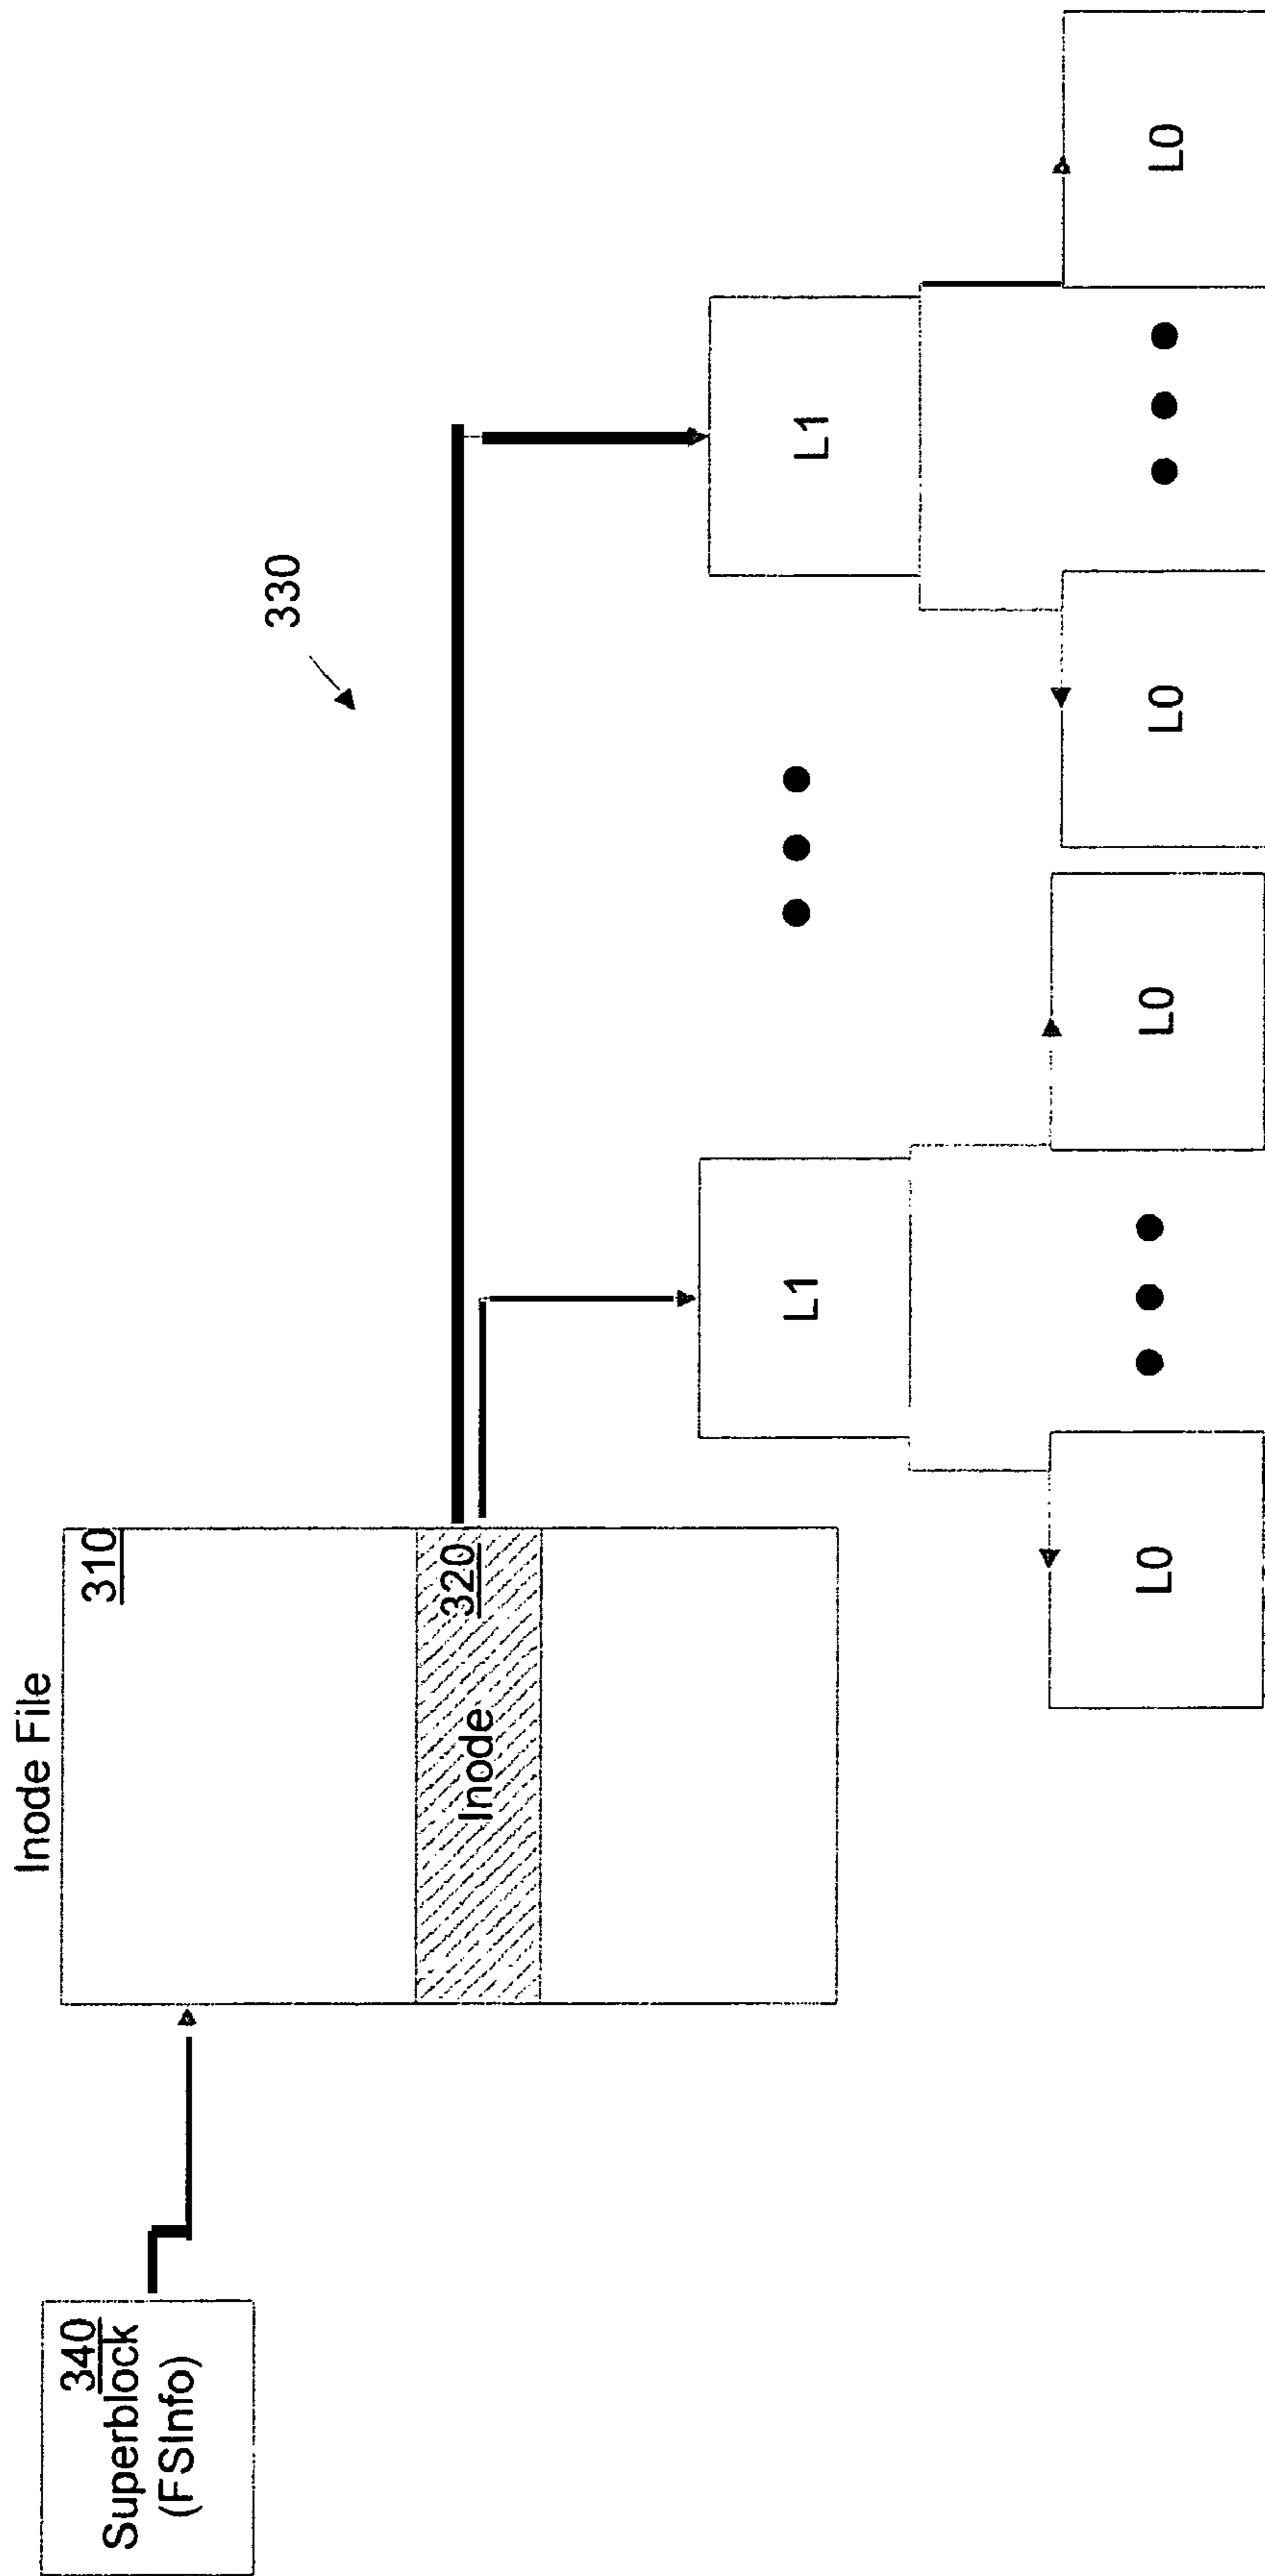 340
Superblock
(FSInfo)
Inode File
310
Inode
320
330
L1
L1
L0
L0
L0
L0